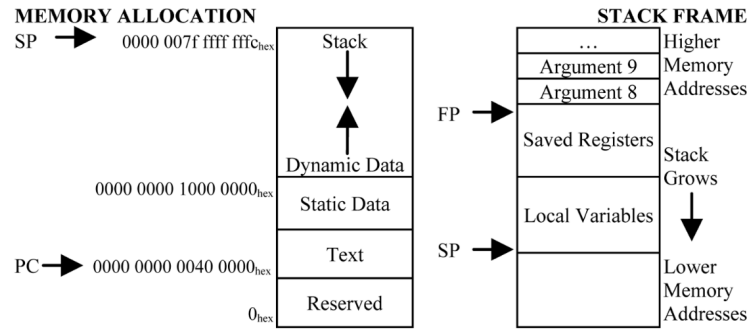 MEMORY ALLOCATION
SP 0000 007f ffff fffc hex
Stack
Dynamic Data
0000 0000 1000 0000 hex
Static Data
PC 0000 0000 0040 0000 hex
Text
Reserved
0 hex
STACK FRAME
…
Argument 9
Argument 8
FP
Saved Registers
Local Variables
SP
Higher
Memory
Addresses
Stack
Grows
Lower
Memory
Addresses